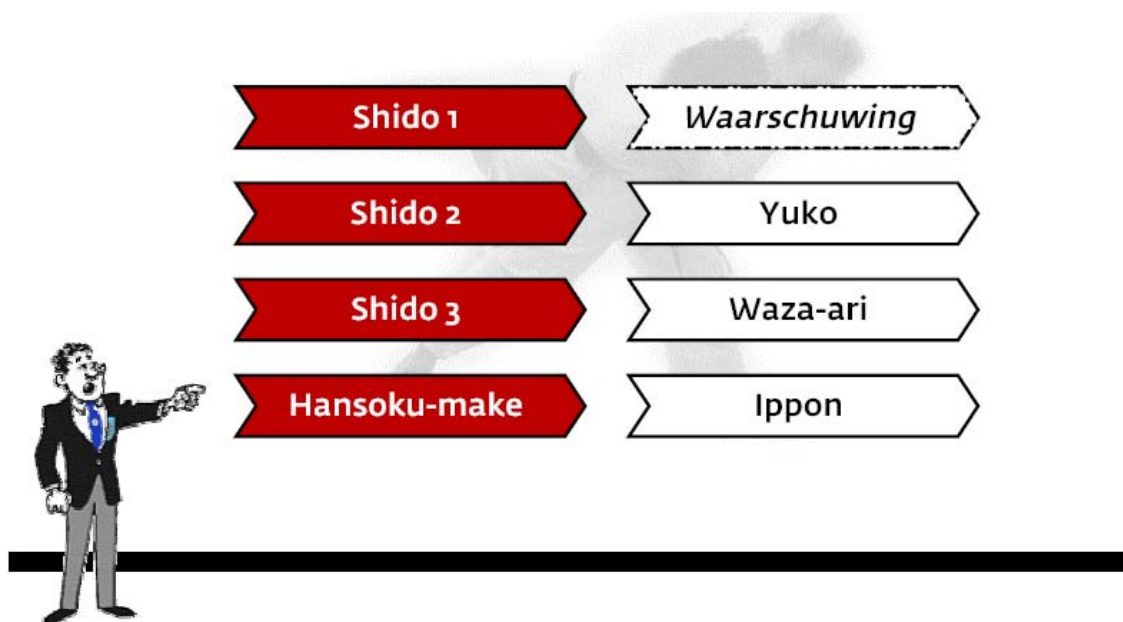 Shido 1
Waarschuwing
Shido 2
Yuko
Shido 3
Waza-ari
Hansoku-make
Ippon